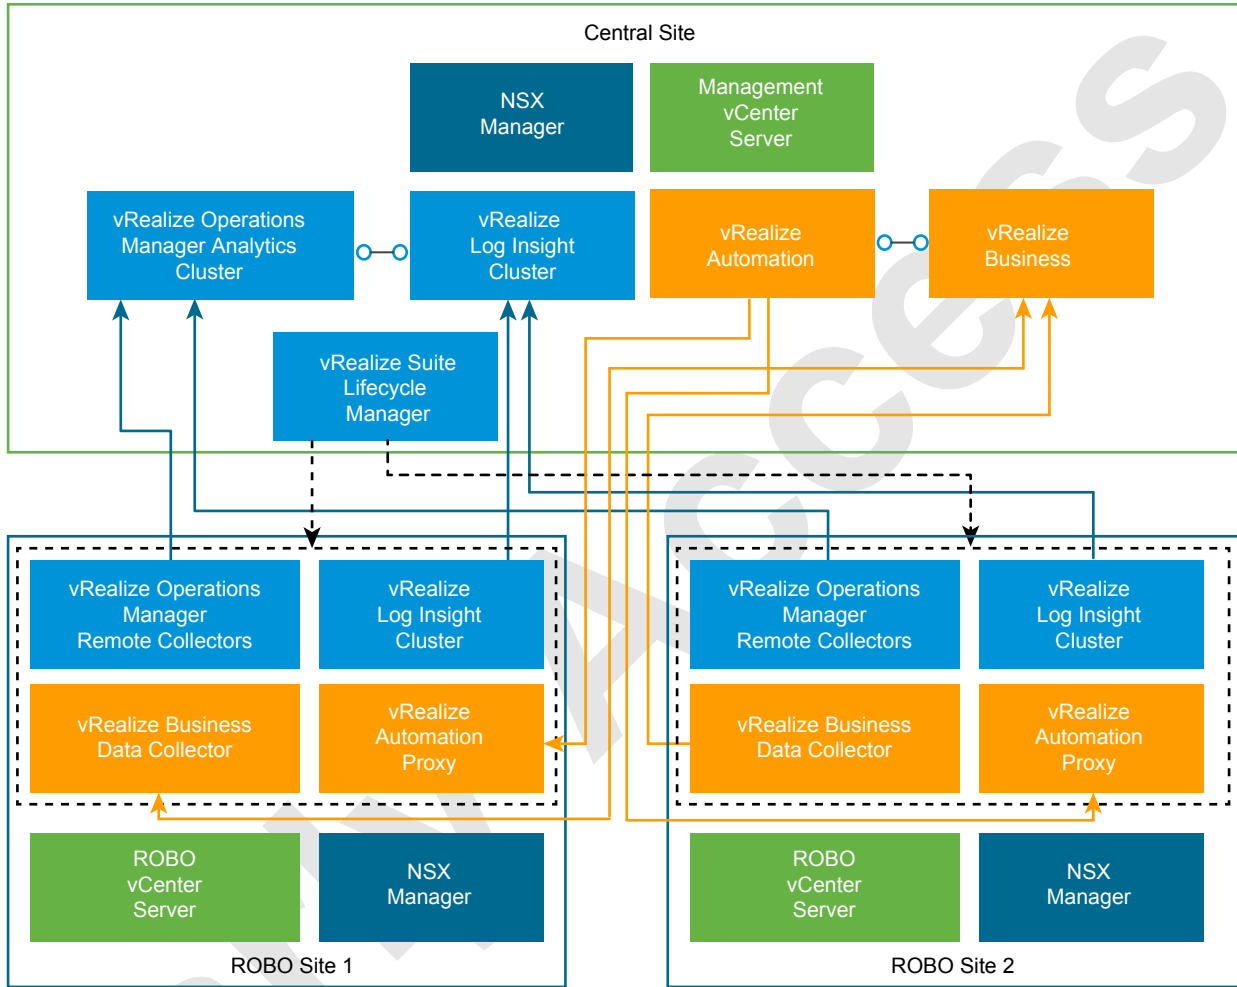 Central Site
NSX
Manager
Management
vCenter
Server
vRealize Operations
Manager Analytics
Cluster
vRealize
Log Insight
Cluster
vRealize
Automation
vRealize
Business
vRealize Suite
Lifecycle
Manager
vRealize Operations
Manager
Remote Collectors
vRealize
Log Insight
Cluster
vRealize Business
Data Collector
vRealize
Automation
Proxy
ROBO
vCenter
Server
NSX
Manager
ROBO Site 1
vRealize Operations
Manager
Remote Collectors
vRealize
Log Insight
Cluster
vRealize Business
Data Collector
vRealize
Automation
Proxy
ROBO
vCenter
Server
NSX
Manager
ROBO Site 2
Access